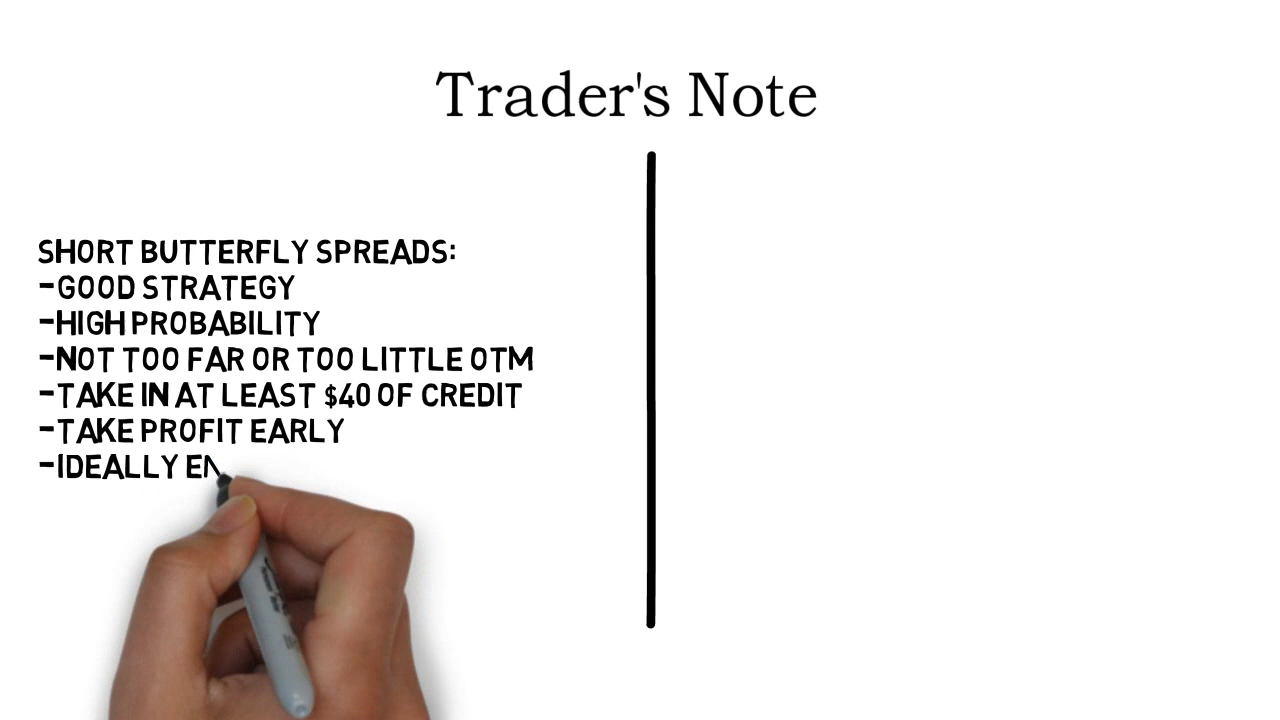 Trader's Note
SHORT BUTTERFLY SPREADS:
-GOOD STRATEGY
-HIGH PROBABILITY
-NOT TOO FAR OR TOO LITTLE OTM
-TAKE IN AT LEAST $40 OF CREDIT
-TAKE PROFIT EARLY
-IDEALLY EN